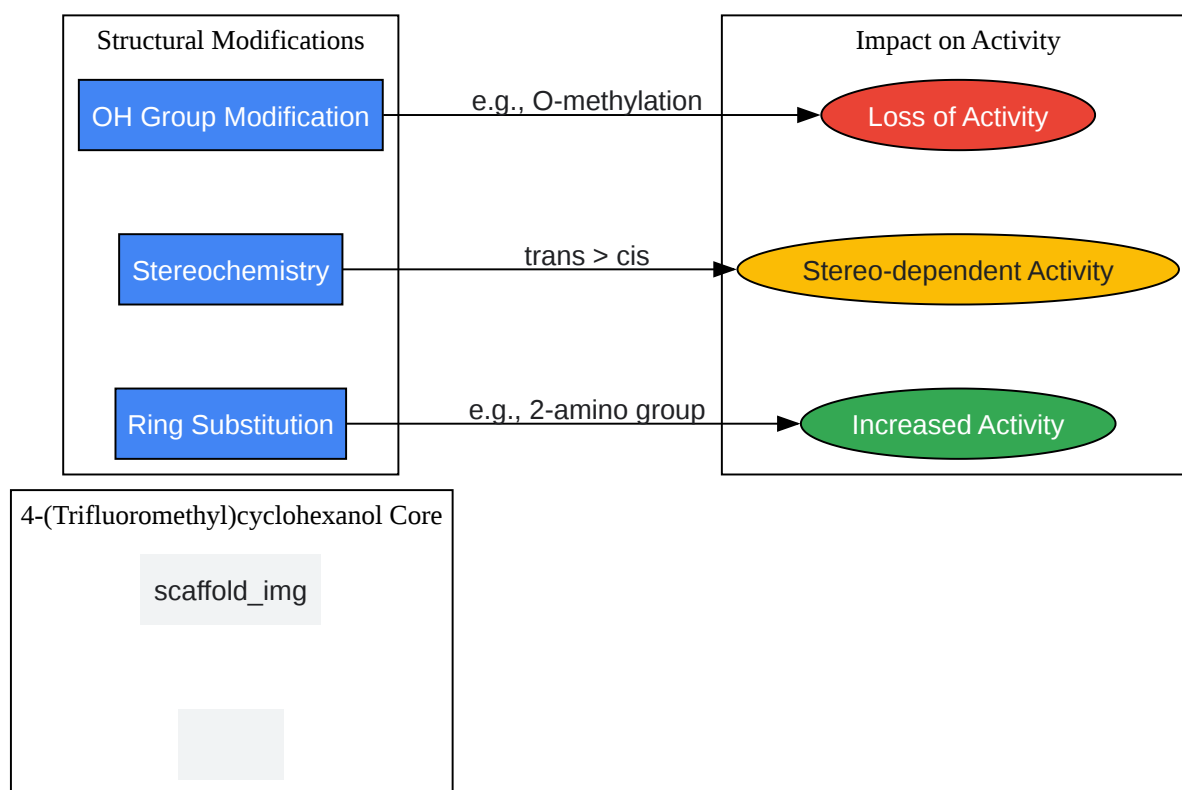 Structural Modifications
Impact on Activity
OH Group Modification
e.g., O-methylation
Loss of Activity
Stereochemistry
trans > cis
Stereo-dependent Activity
Ring Substitution
e.g., 2-amino group
Increased Activity
4-(Trifluoromethyl)cyclohexanol Core
scaffold_img